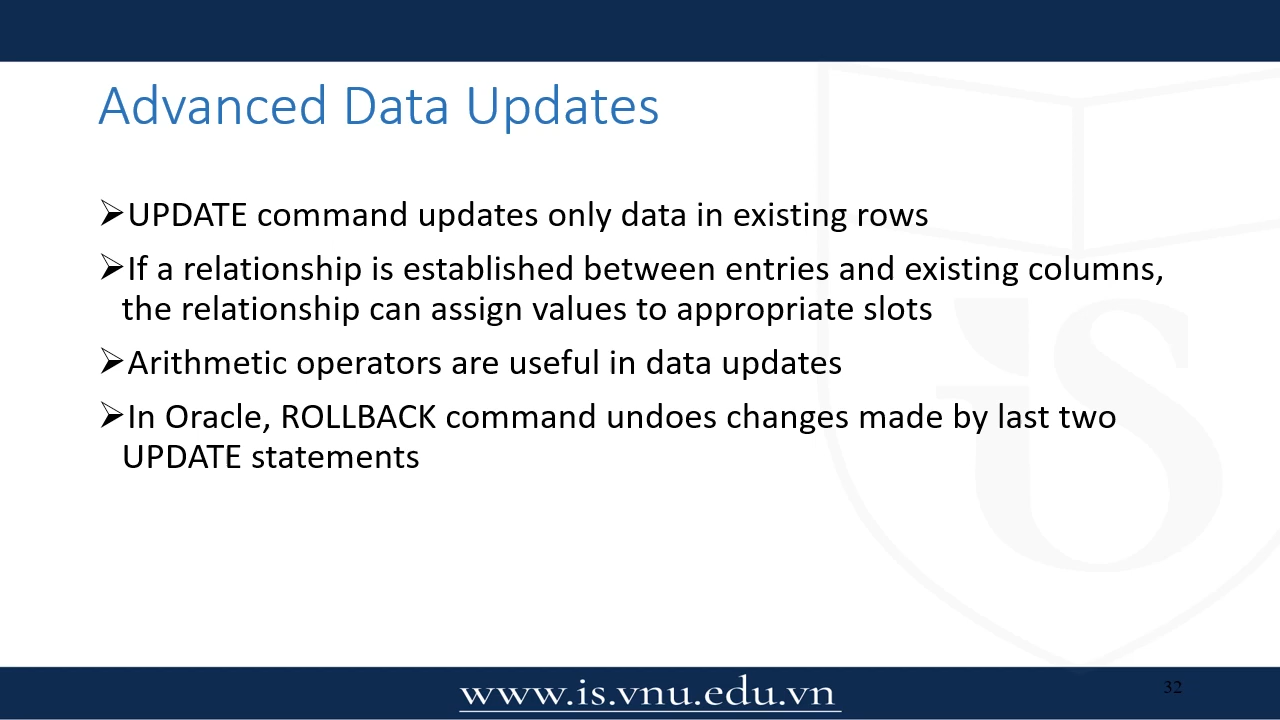 Advanced Data Updates
➢UPDATE command updates only data in existing rows
➢If a relationship is established between entries and existing columns,
the relationship can assign values to appropriate slots
➢Arithmetic operators are useful in data updates
➢In Oracle, ROLLBACK command undoes changes made by last two
UPDATE statements
iS
www.is.vnu.edu.vn
32